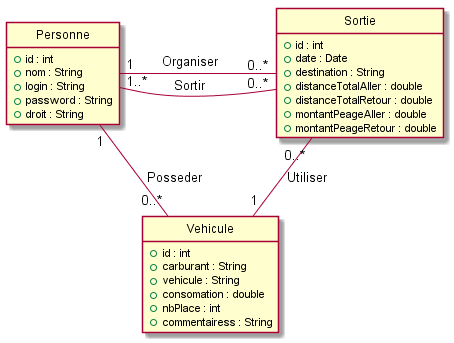 Personne
id : int
nom : String
login : String
password : String
droit : String
1 Organiser 0..*
1..* Sortir 0..*
Sortie
id : int
date : Date
destination : String
distanceTotalAller : double
distanceTotalRetour : double
montantPeageAller : double
montantPeageRetour : double
1
Posseder
0..*
0..*
Utiliser
1
Vehicule
id : int
carburant : String
vehicule : String
consomation : double
nbPlace : int
commentairess : String